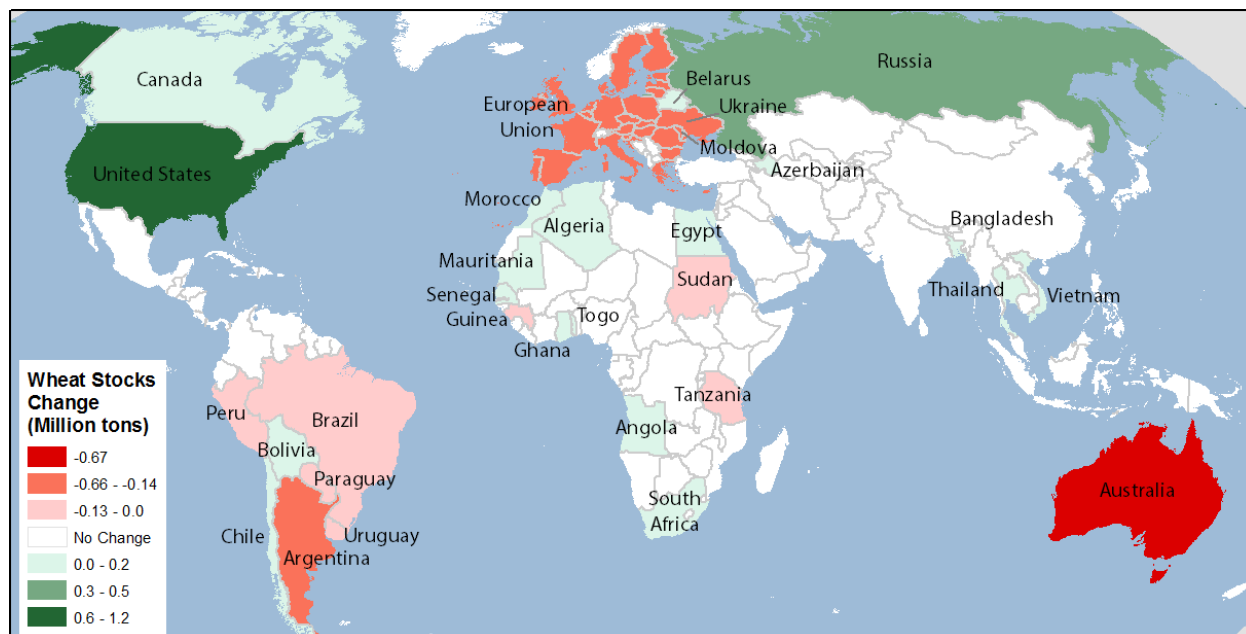 Canada
United States
Russia
Belarus
European
Union
Ukraine
Moldova
Azerbaijan
Morocco
Algeria
Egypt
Bangladesh
Mauritania
Sudan
Thailand
Vietnam
Senegal
Guinea
Togo
Ghana
Tanzania
Angola
Peru
Brazil
Bolivia
Paraguay
South
Africa
Australia
Chile
Uruguay
Argentina
Wheat Stocks
Change
(Million tons)
-0.67
-0.66 - -0.14
-0.13 - 0.0
No Change
0.0 - 0.2
0.3 - 0.5
0.6 - 1.2